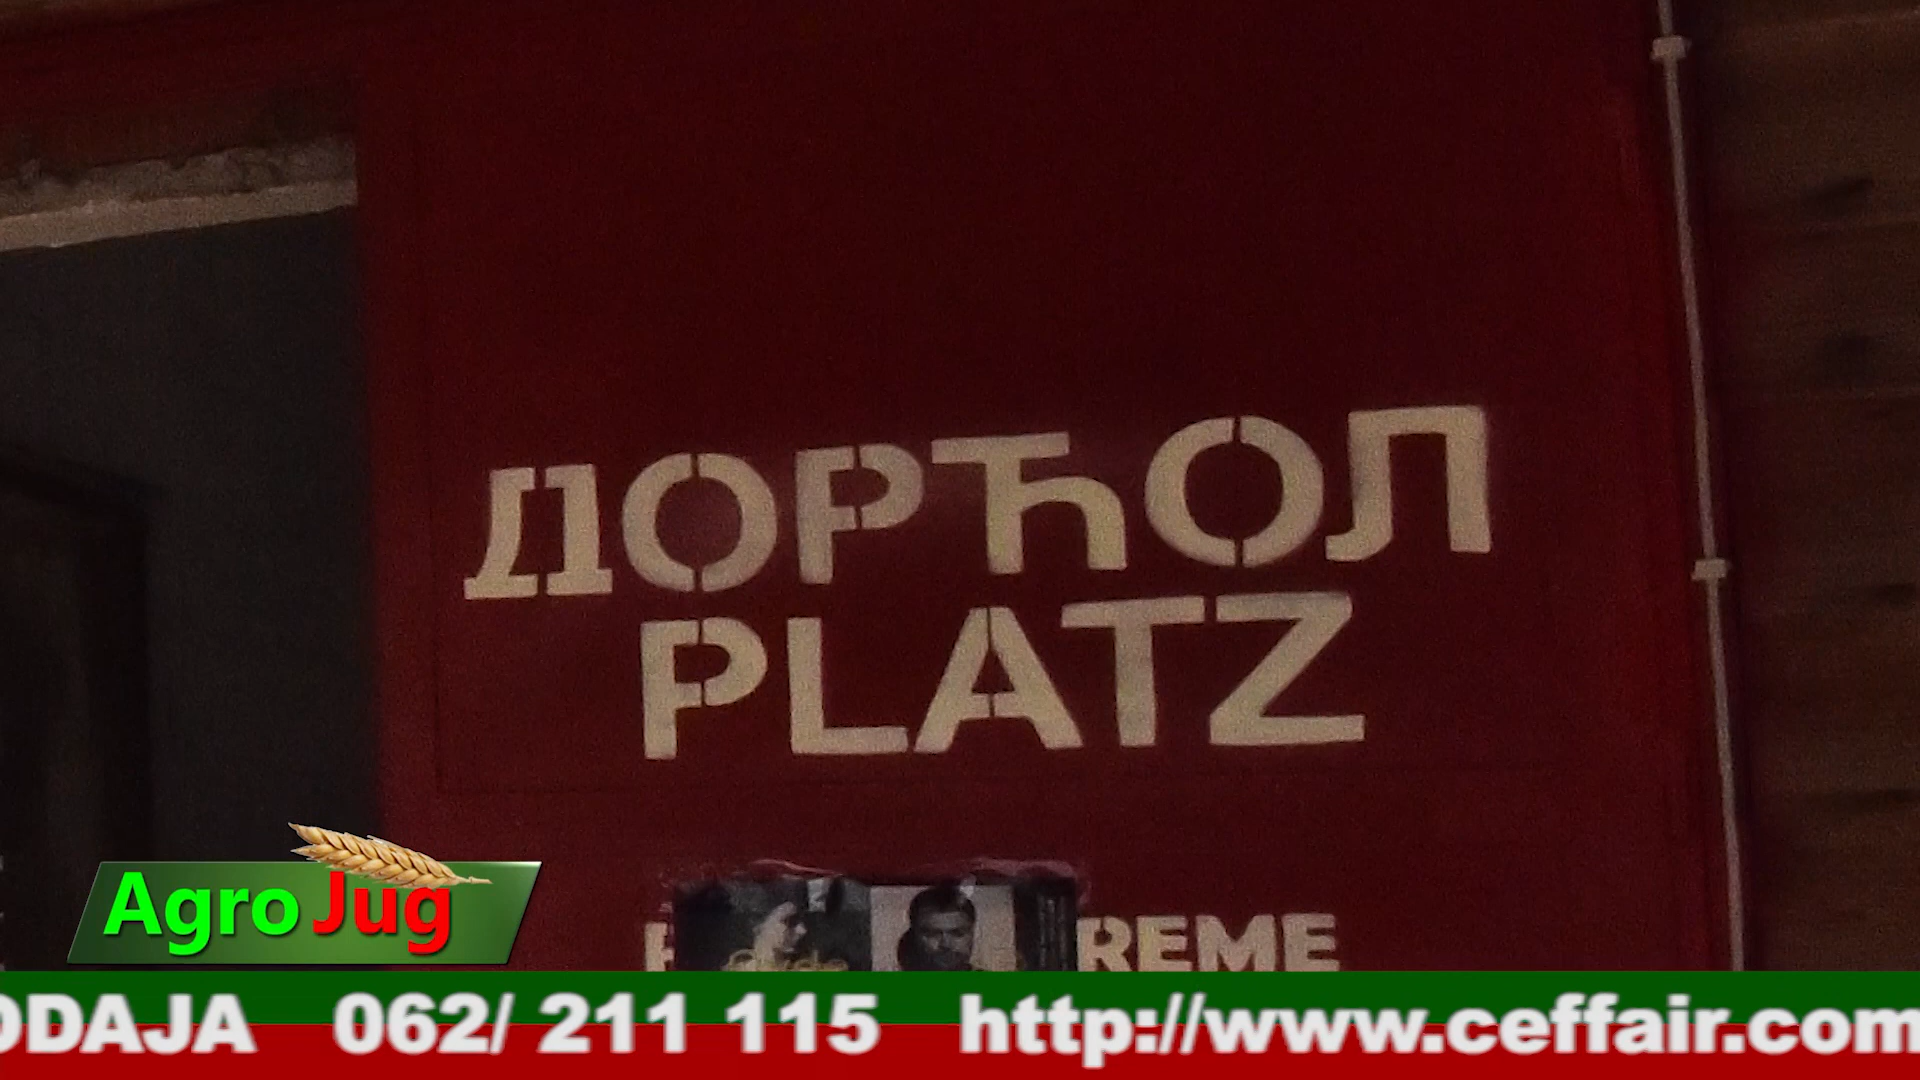 ДОРЋОЛ
PLATZ
REME
Agro Jug
ODAJA 062/ 211 115 http://www.ceffair.com